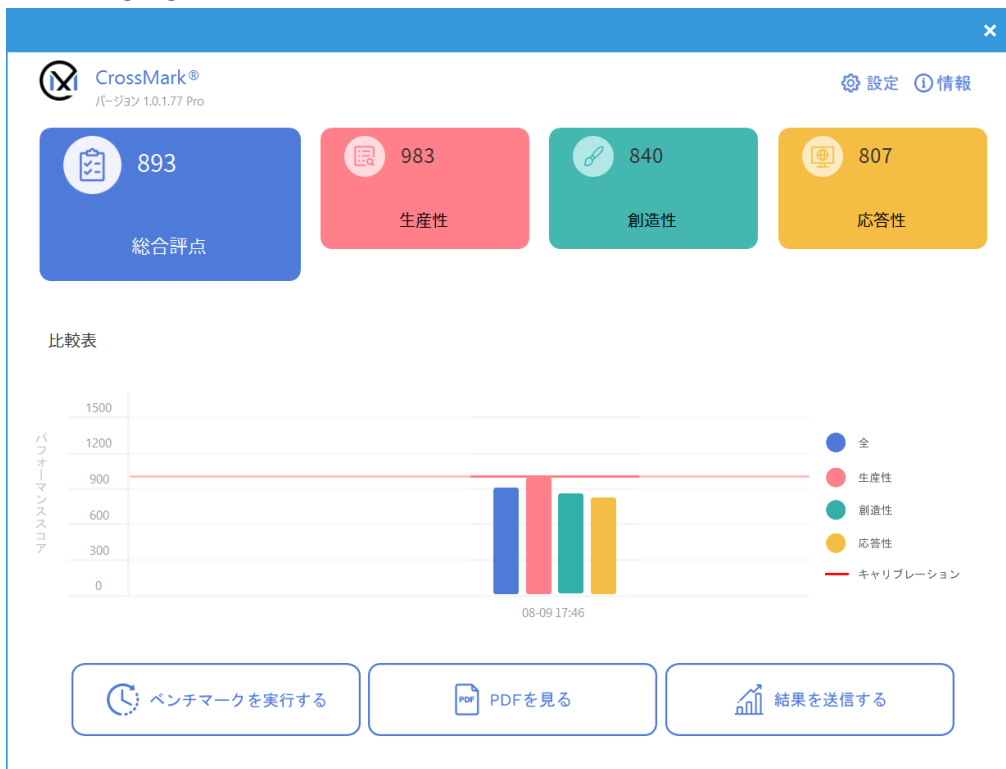 ×
CrossMark®
バージョン 1.0.1.77 Pro
設定 情報
893
総合評点
983
生産性
840
創造性
807
応答性
比較表
パフォーマンススコア
1500
1200
900
600
300
0
08-09 17:46
全
生産性
創造性
応答性
キャリブレーション
ベンチマークを実行する
PDF PDFを見る
結果を送信する